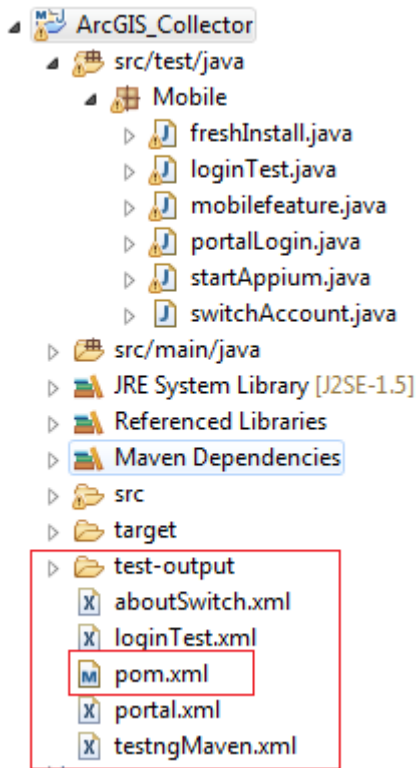 ArcGIS_Collector
src/test/java
Mobile
freshInstall.java
loginTest.java
mobilefeature.java
portalLogin.java
startAppium.java
switchAccount.java
src/main/java
JRE System Library [J2SE-1.5]
Referenced Libraries
Maven Dependencies
src
target
test-output
aboutSwitch.xml
loginTest.xml
pom.xml
portal.xml
testngMaven.xml